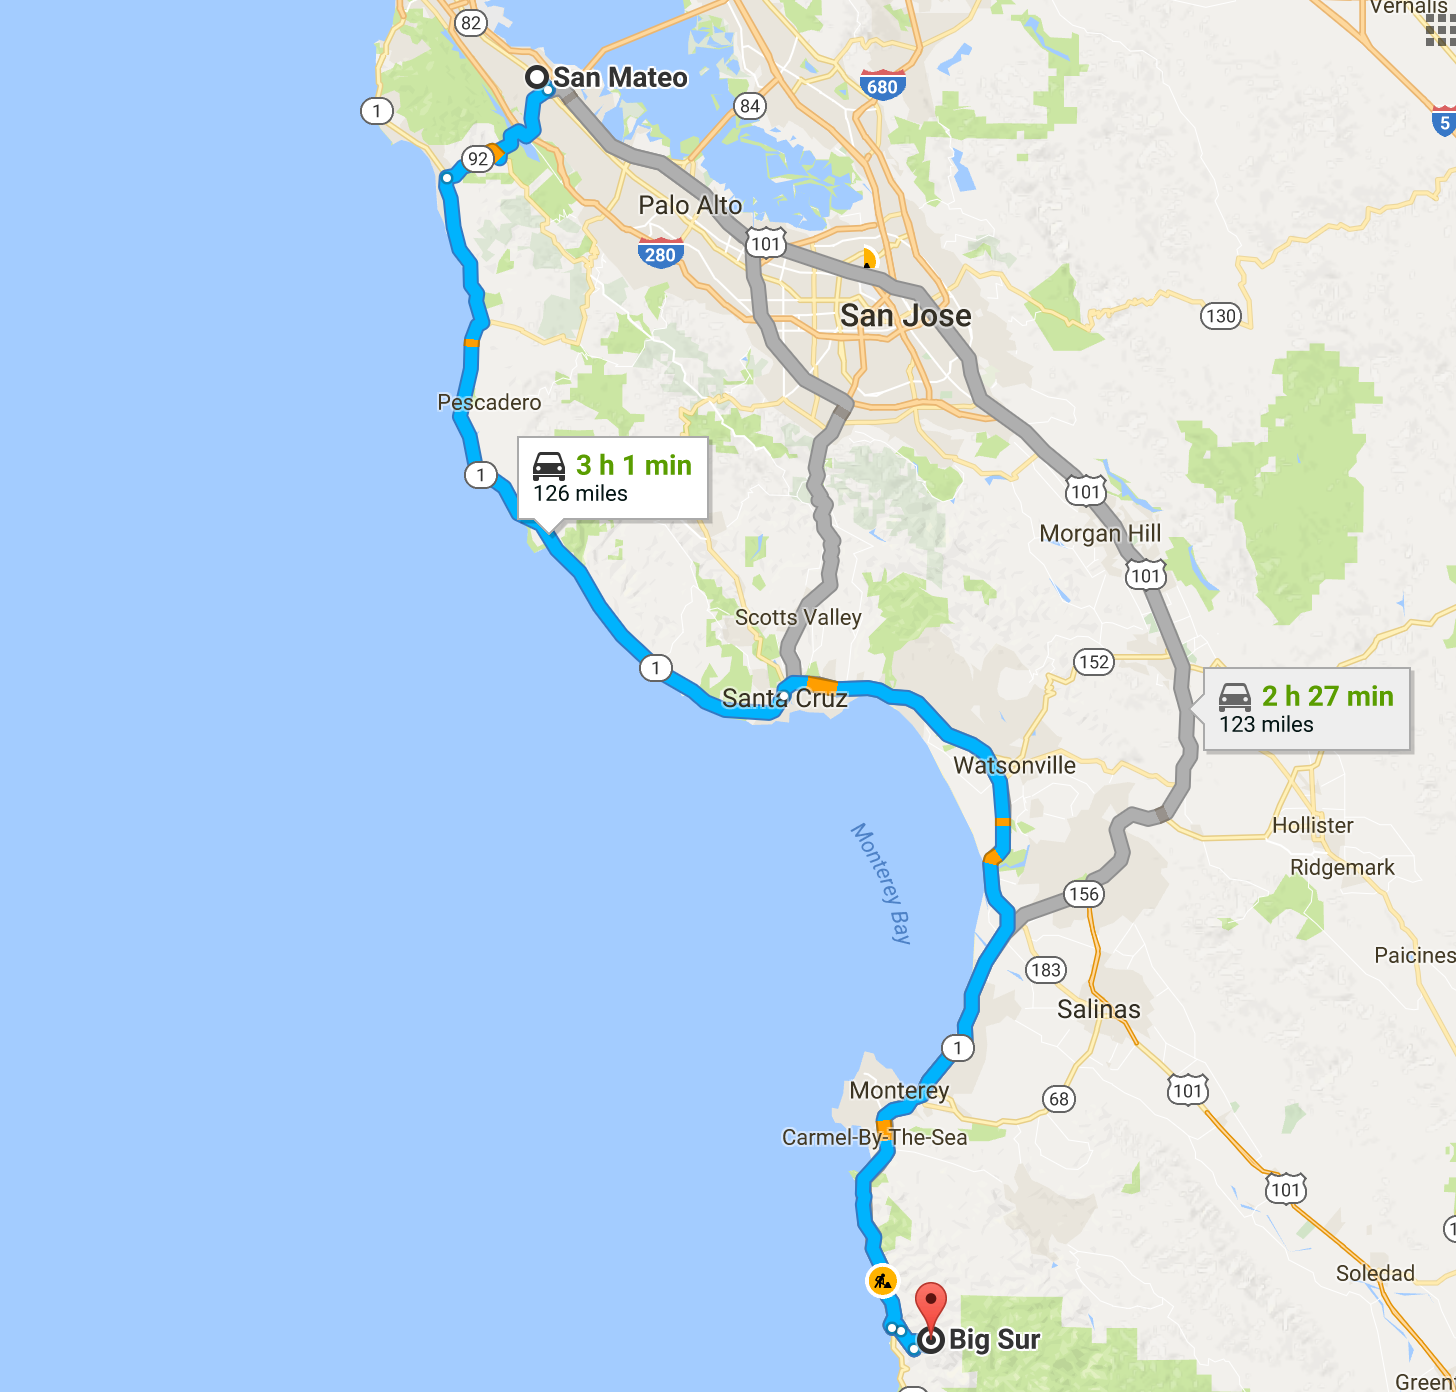 Vernalis
82
San Mateo
680
84
1
5
92
Palo Alto
101
280
San Jose
130
Pescadero
3 h 1 min
126 miles
1
101
Morgan Hill
101
Scotts Valley
1
152
Santa Cruz
2 h 27 min
123 miles
Watsonville
Hollister
Monterey Bay
Ridgemark
156
Paicines
183
Salinas
1
Monterey
101
68
Carmel-By-The-Sea
101
1
Soledad
Big Sur
Green